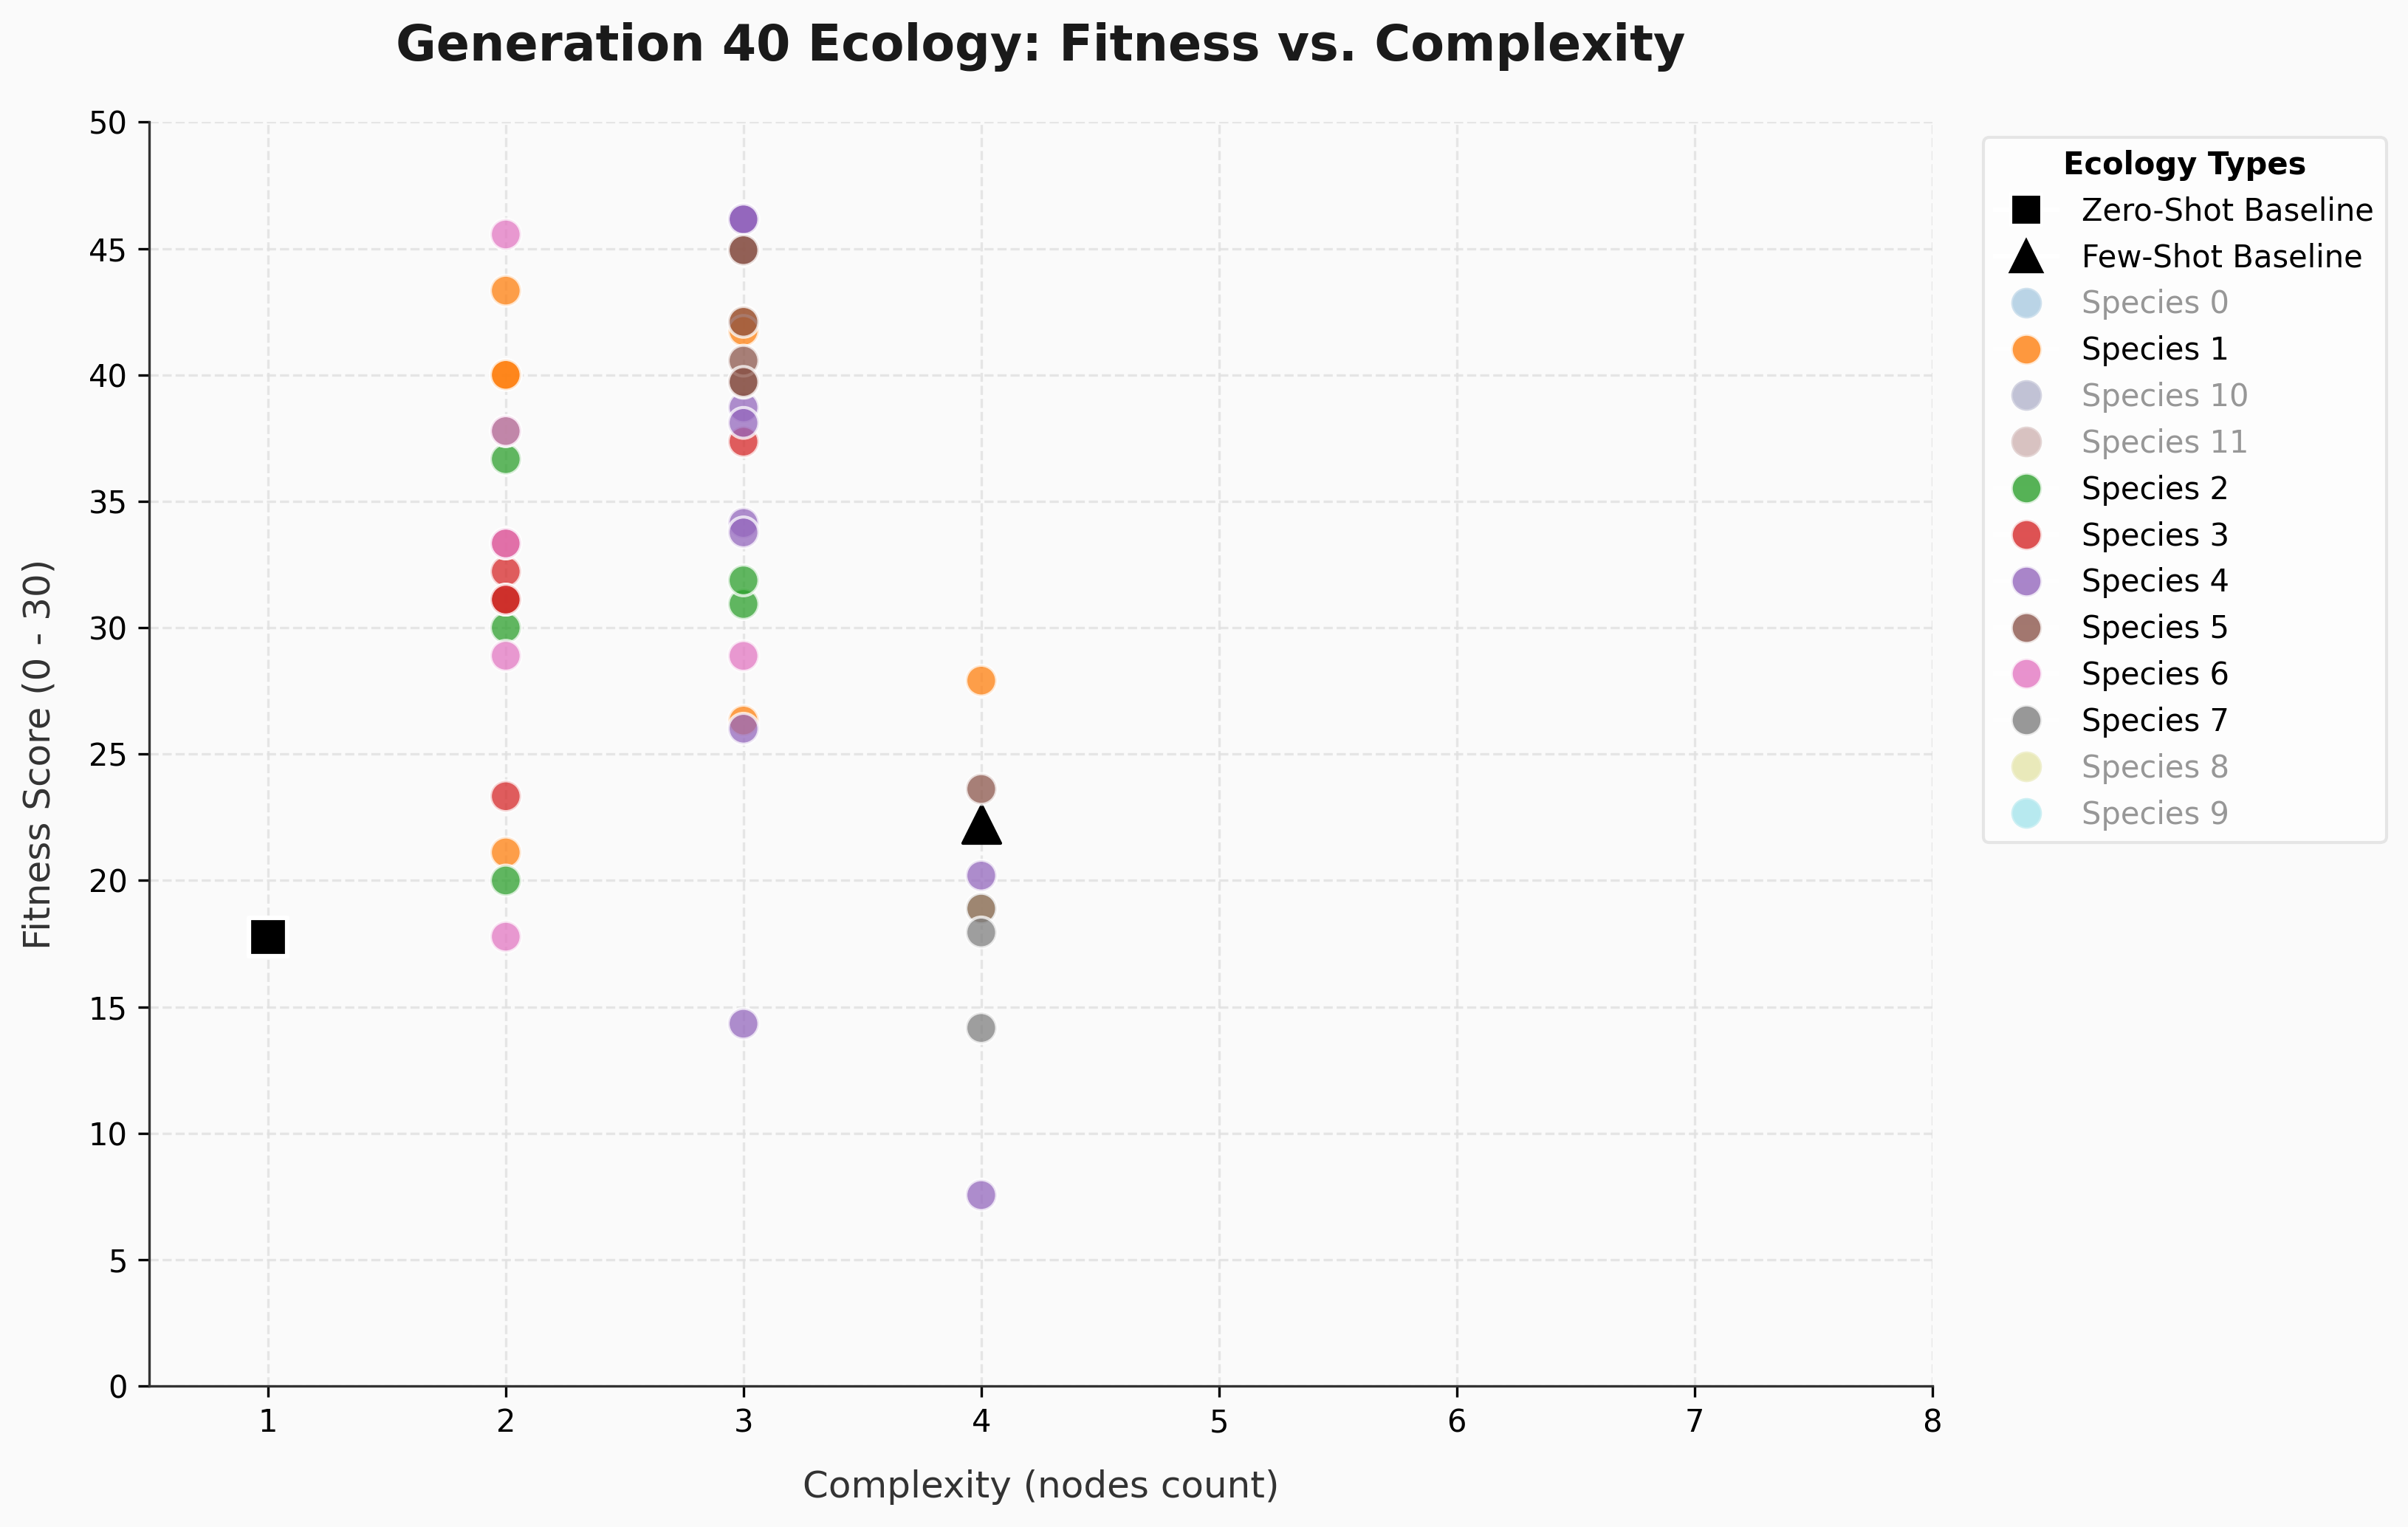 Generation 40 Ecology: Fitness vs. Complexity
50
45
40
35
30
25
20
15
10
5
0
Fitness Score (0 - 30)
1 2 3 4 5 6 7 8
Complexity (nodes count)
Ecology Types
Zero-Shot Baseline
Few-Shot Baseline
Species 0
Species 1
Species 10
Species 11
Species 2
Species 3
Species 4
Species 5
Species 6
Species 7
Species 8
Species 9